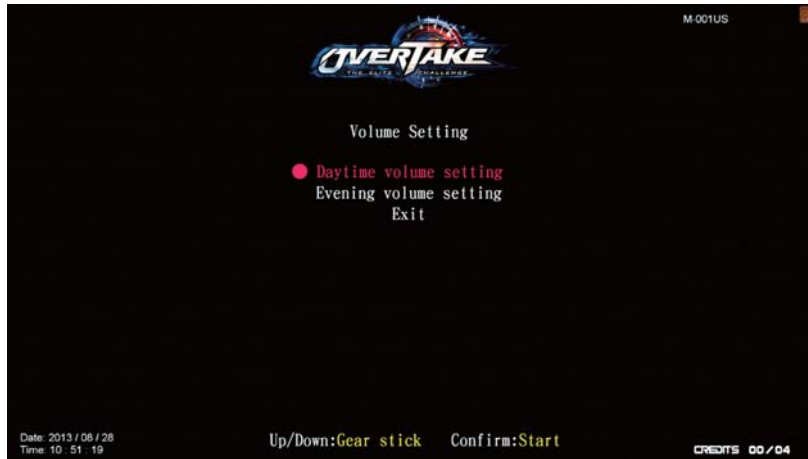 M-001US
OVERTAKE
THE ELITE CHALLENGE
Volume Setting
Daytime volume setting
Evening volume setting
Exit
Date: 2013 / 08 / 28
Time: 10 : 51 : 19
Up/Down:Gear stick Confirm:Start
CREDITS 00/04